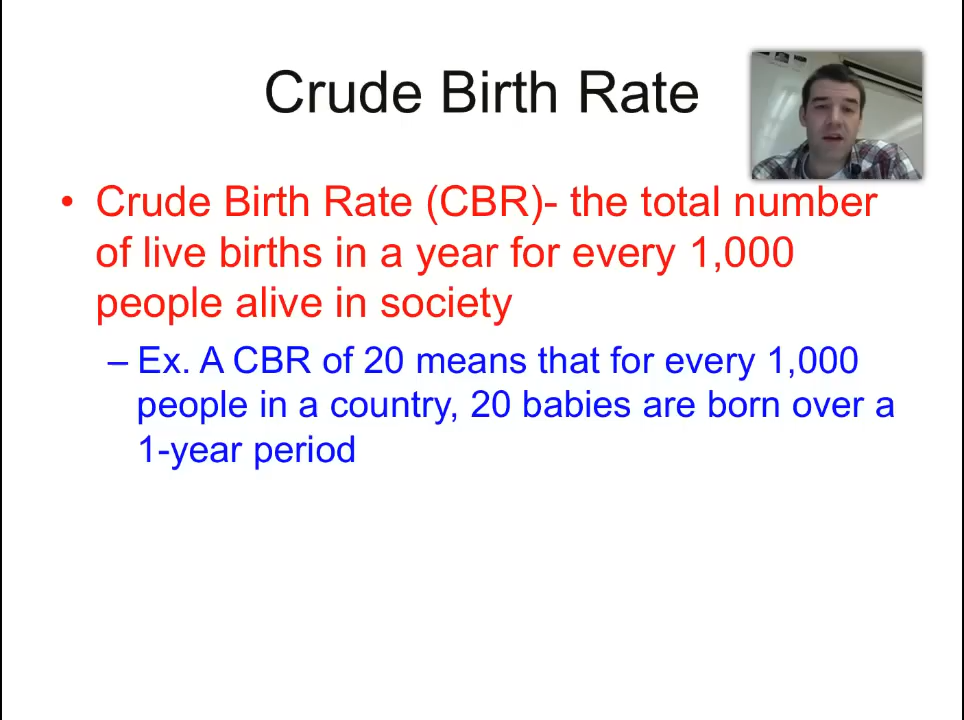 Crude Birth Rate
• Crude Birth Rate (CBR)- the total number
of live births in a year for every 1,000
people alive in society
– Ex. A CBR of 20 means that for every 1,000
people in a country, 20 babies are born over a
1-year period